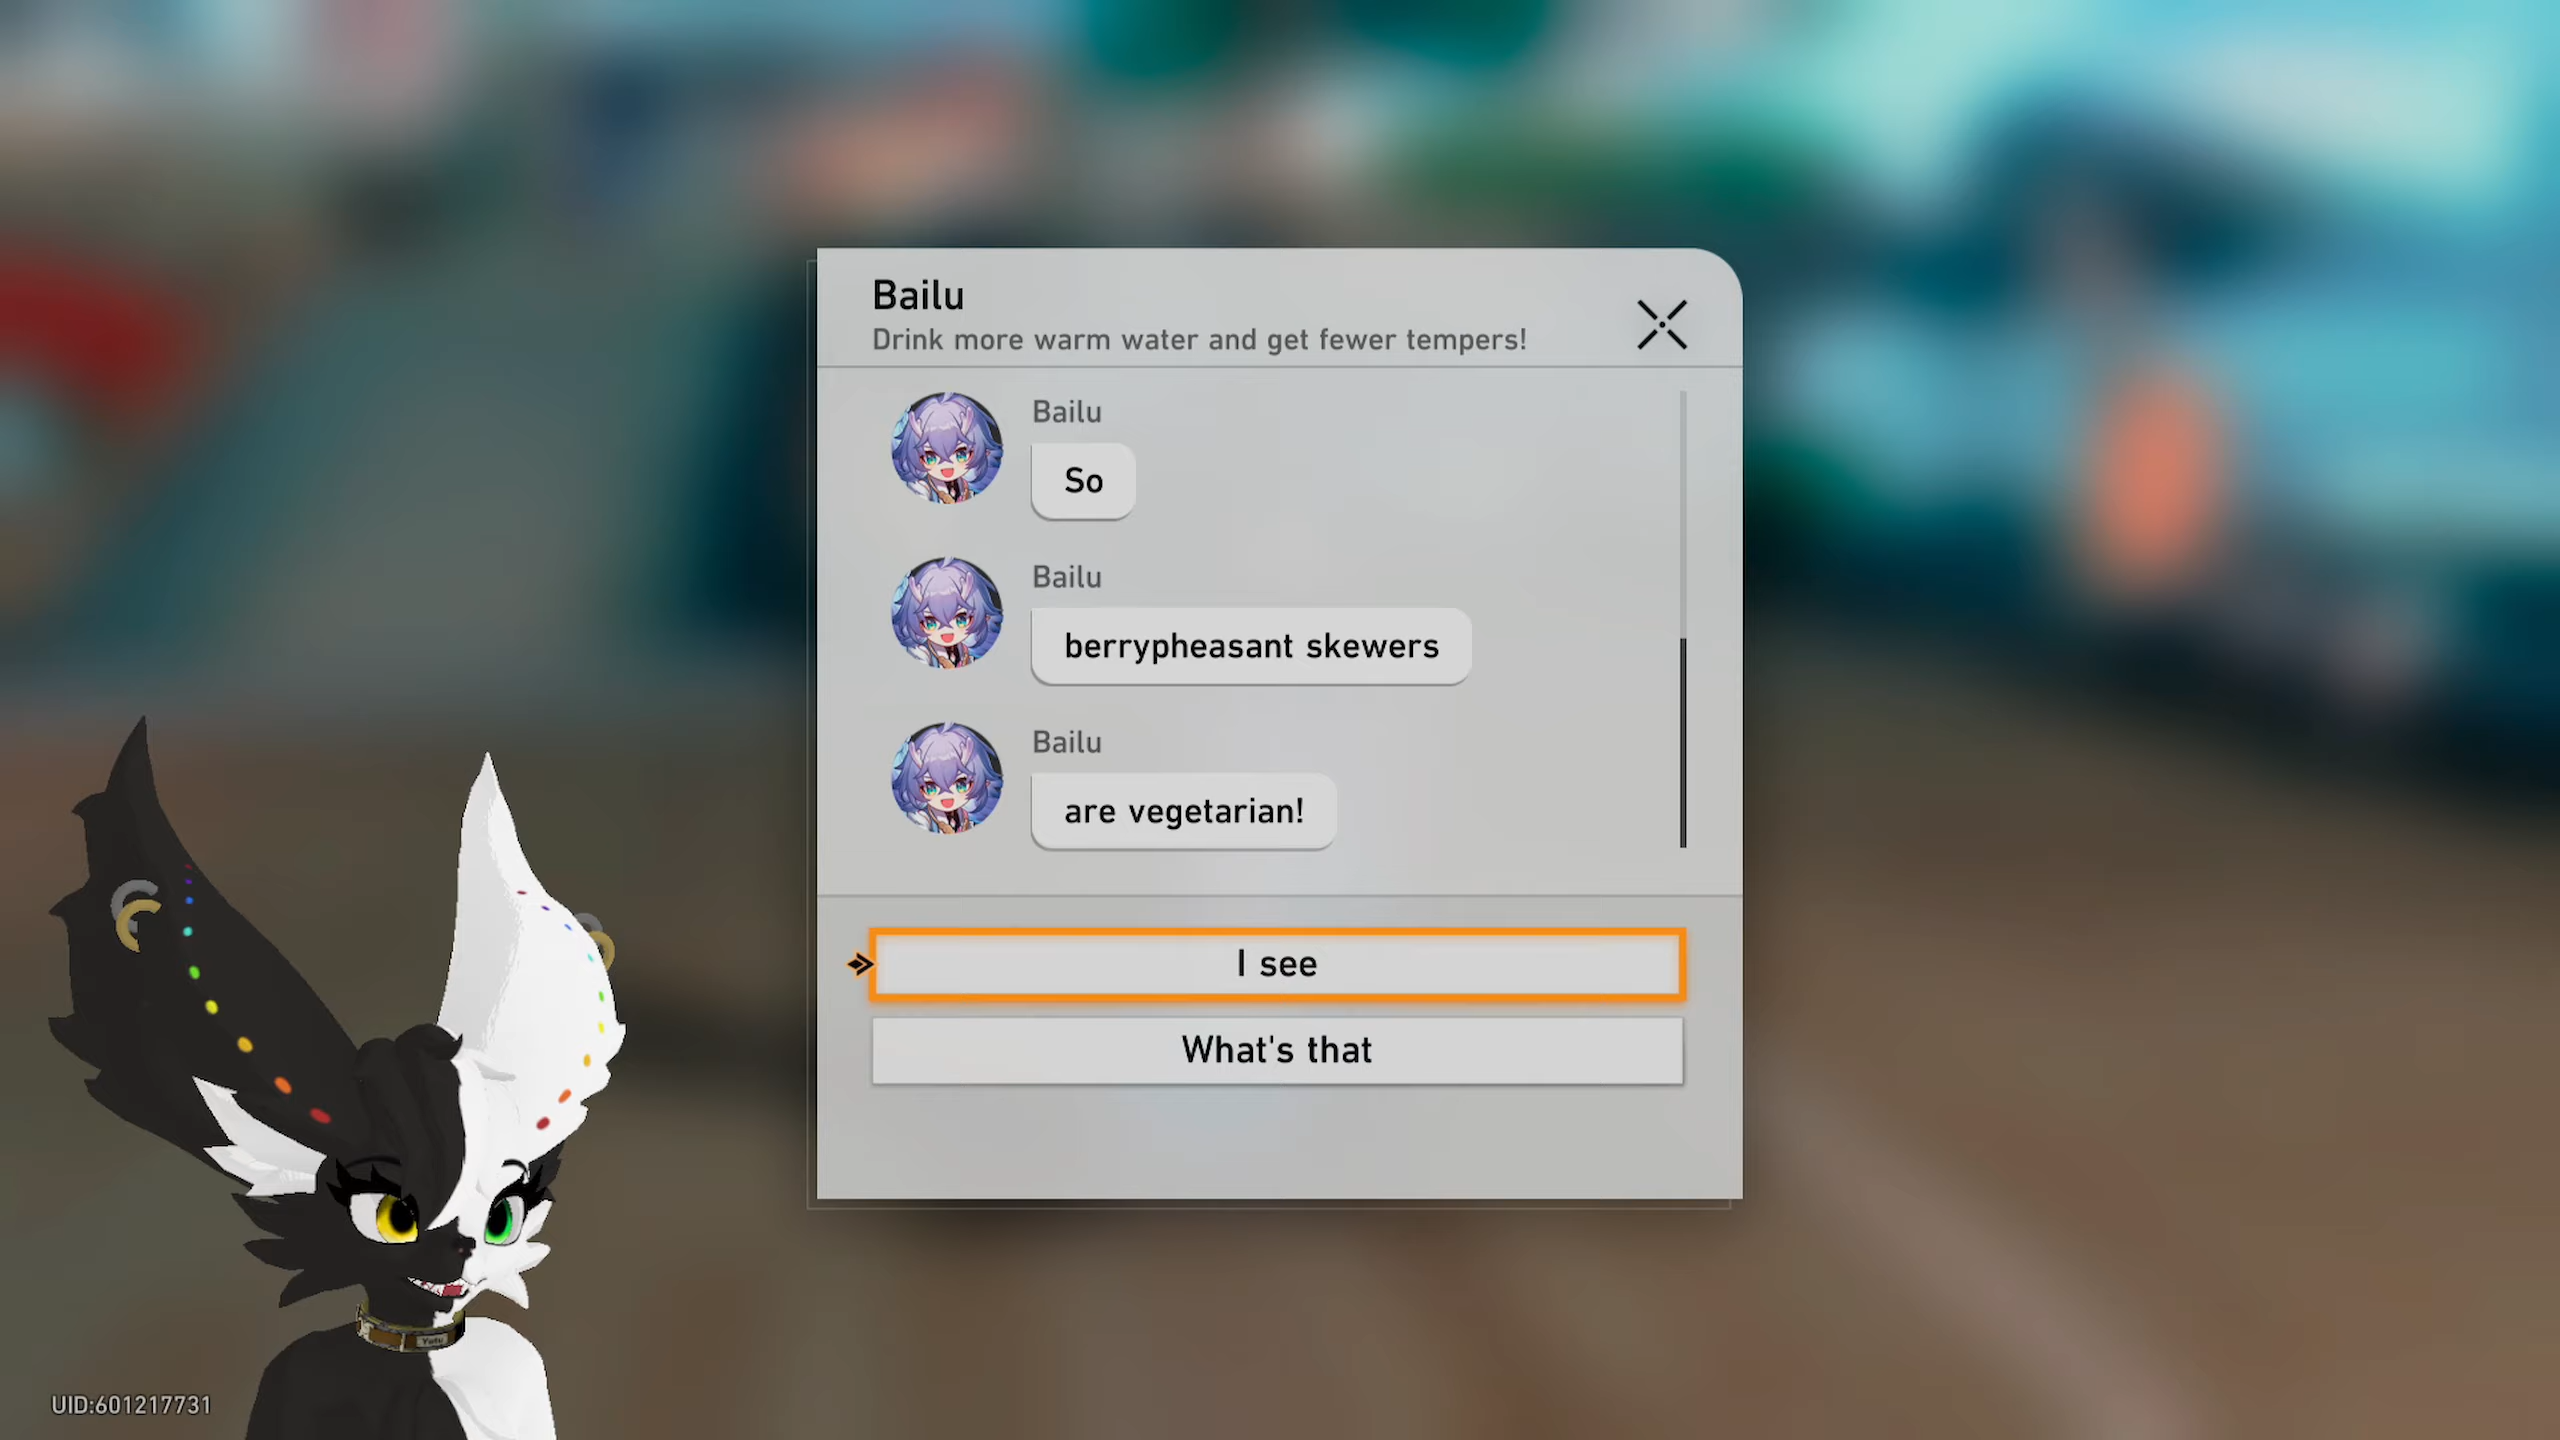 Bailu
Drink more warm water and get fewer tempers!
Bailu
So
Bailu
berrypheasant skewers
Bailu
are vegetarian!
I see
What's that
UID:601217731